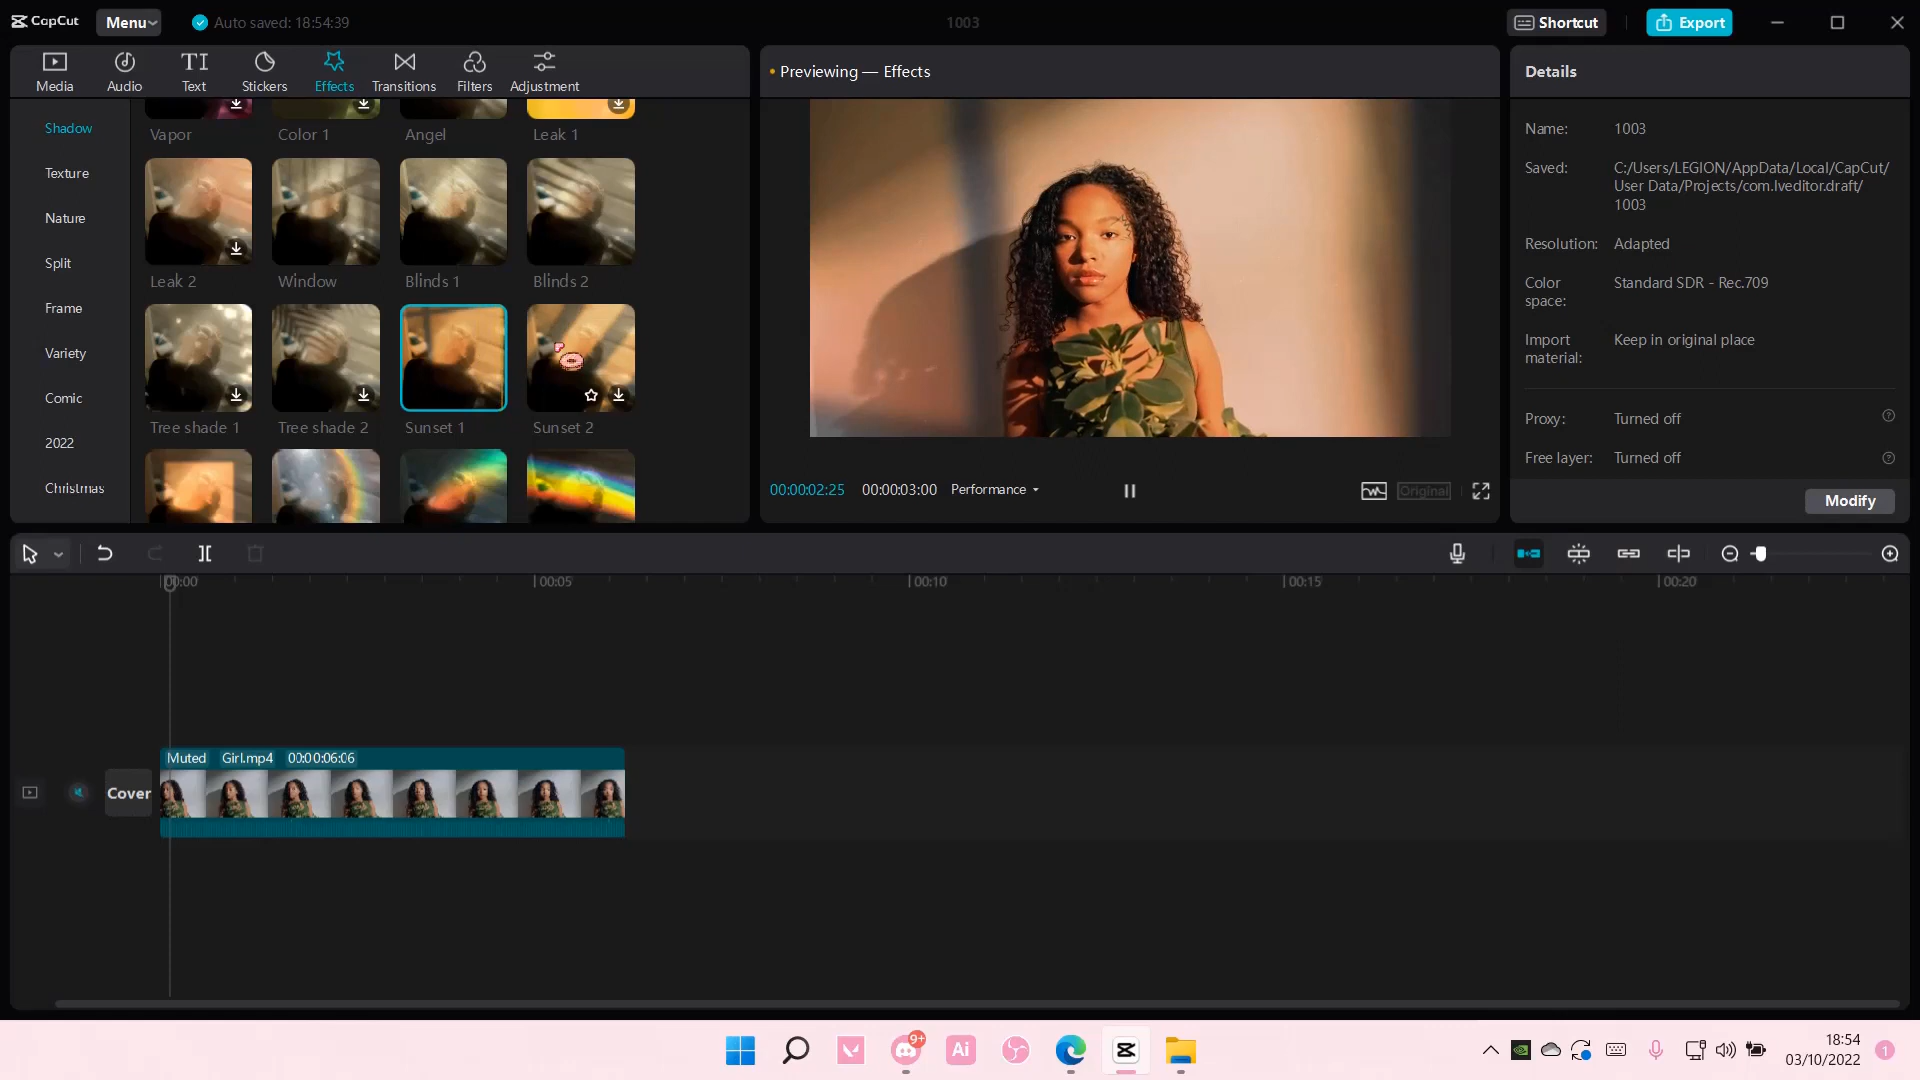 CapCut
Menu
Auto saved: 18:54:39
1003
Shortcut
Export
Media
Audio
TI
Text
Stickers
Effects
Transitions
Filters
Adjustment
Shadow
Texture
Nature
Split
Frame
Variety
Comic
2022
Christmas
Vapor
Color 1
Angel
Leak 1
Leak 2
Window
Blinds 1
Blinds 2
Tree shade 1
Tree shade 2
Sunset 1
Sunset 2
Previewing — Effects
00:00:02:25
00:00:03:00
Performance
Original
Details
Name: 1003
Saved: C:/Users/LEGION/AppData/Local/CapCut/
User Data/Projects/com.lveditor.draft/
1003
Resolution: Adapted
Color
space:
Standard SDR - Rec.709
Import
material:
Keep in original place
Proxy: Turned off
Free layer: Turned off
Modify
00:00
00:05
00:10
00:15
00:20
Muted Girl.mp4 00:00:06:06
Cover
9+
Ai
18:54
03/10/2022
1